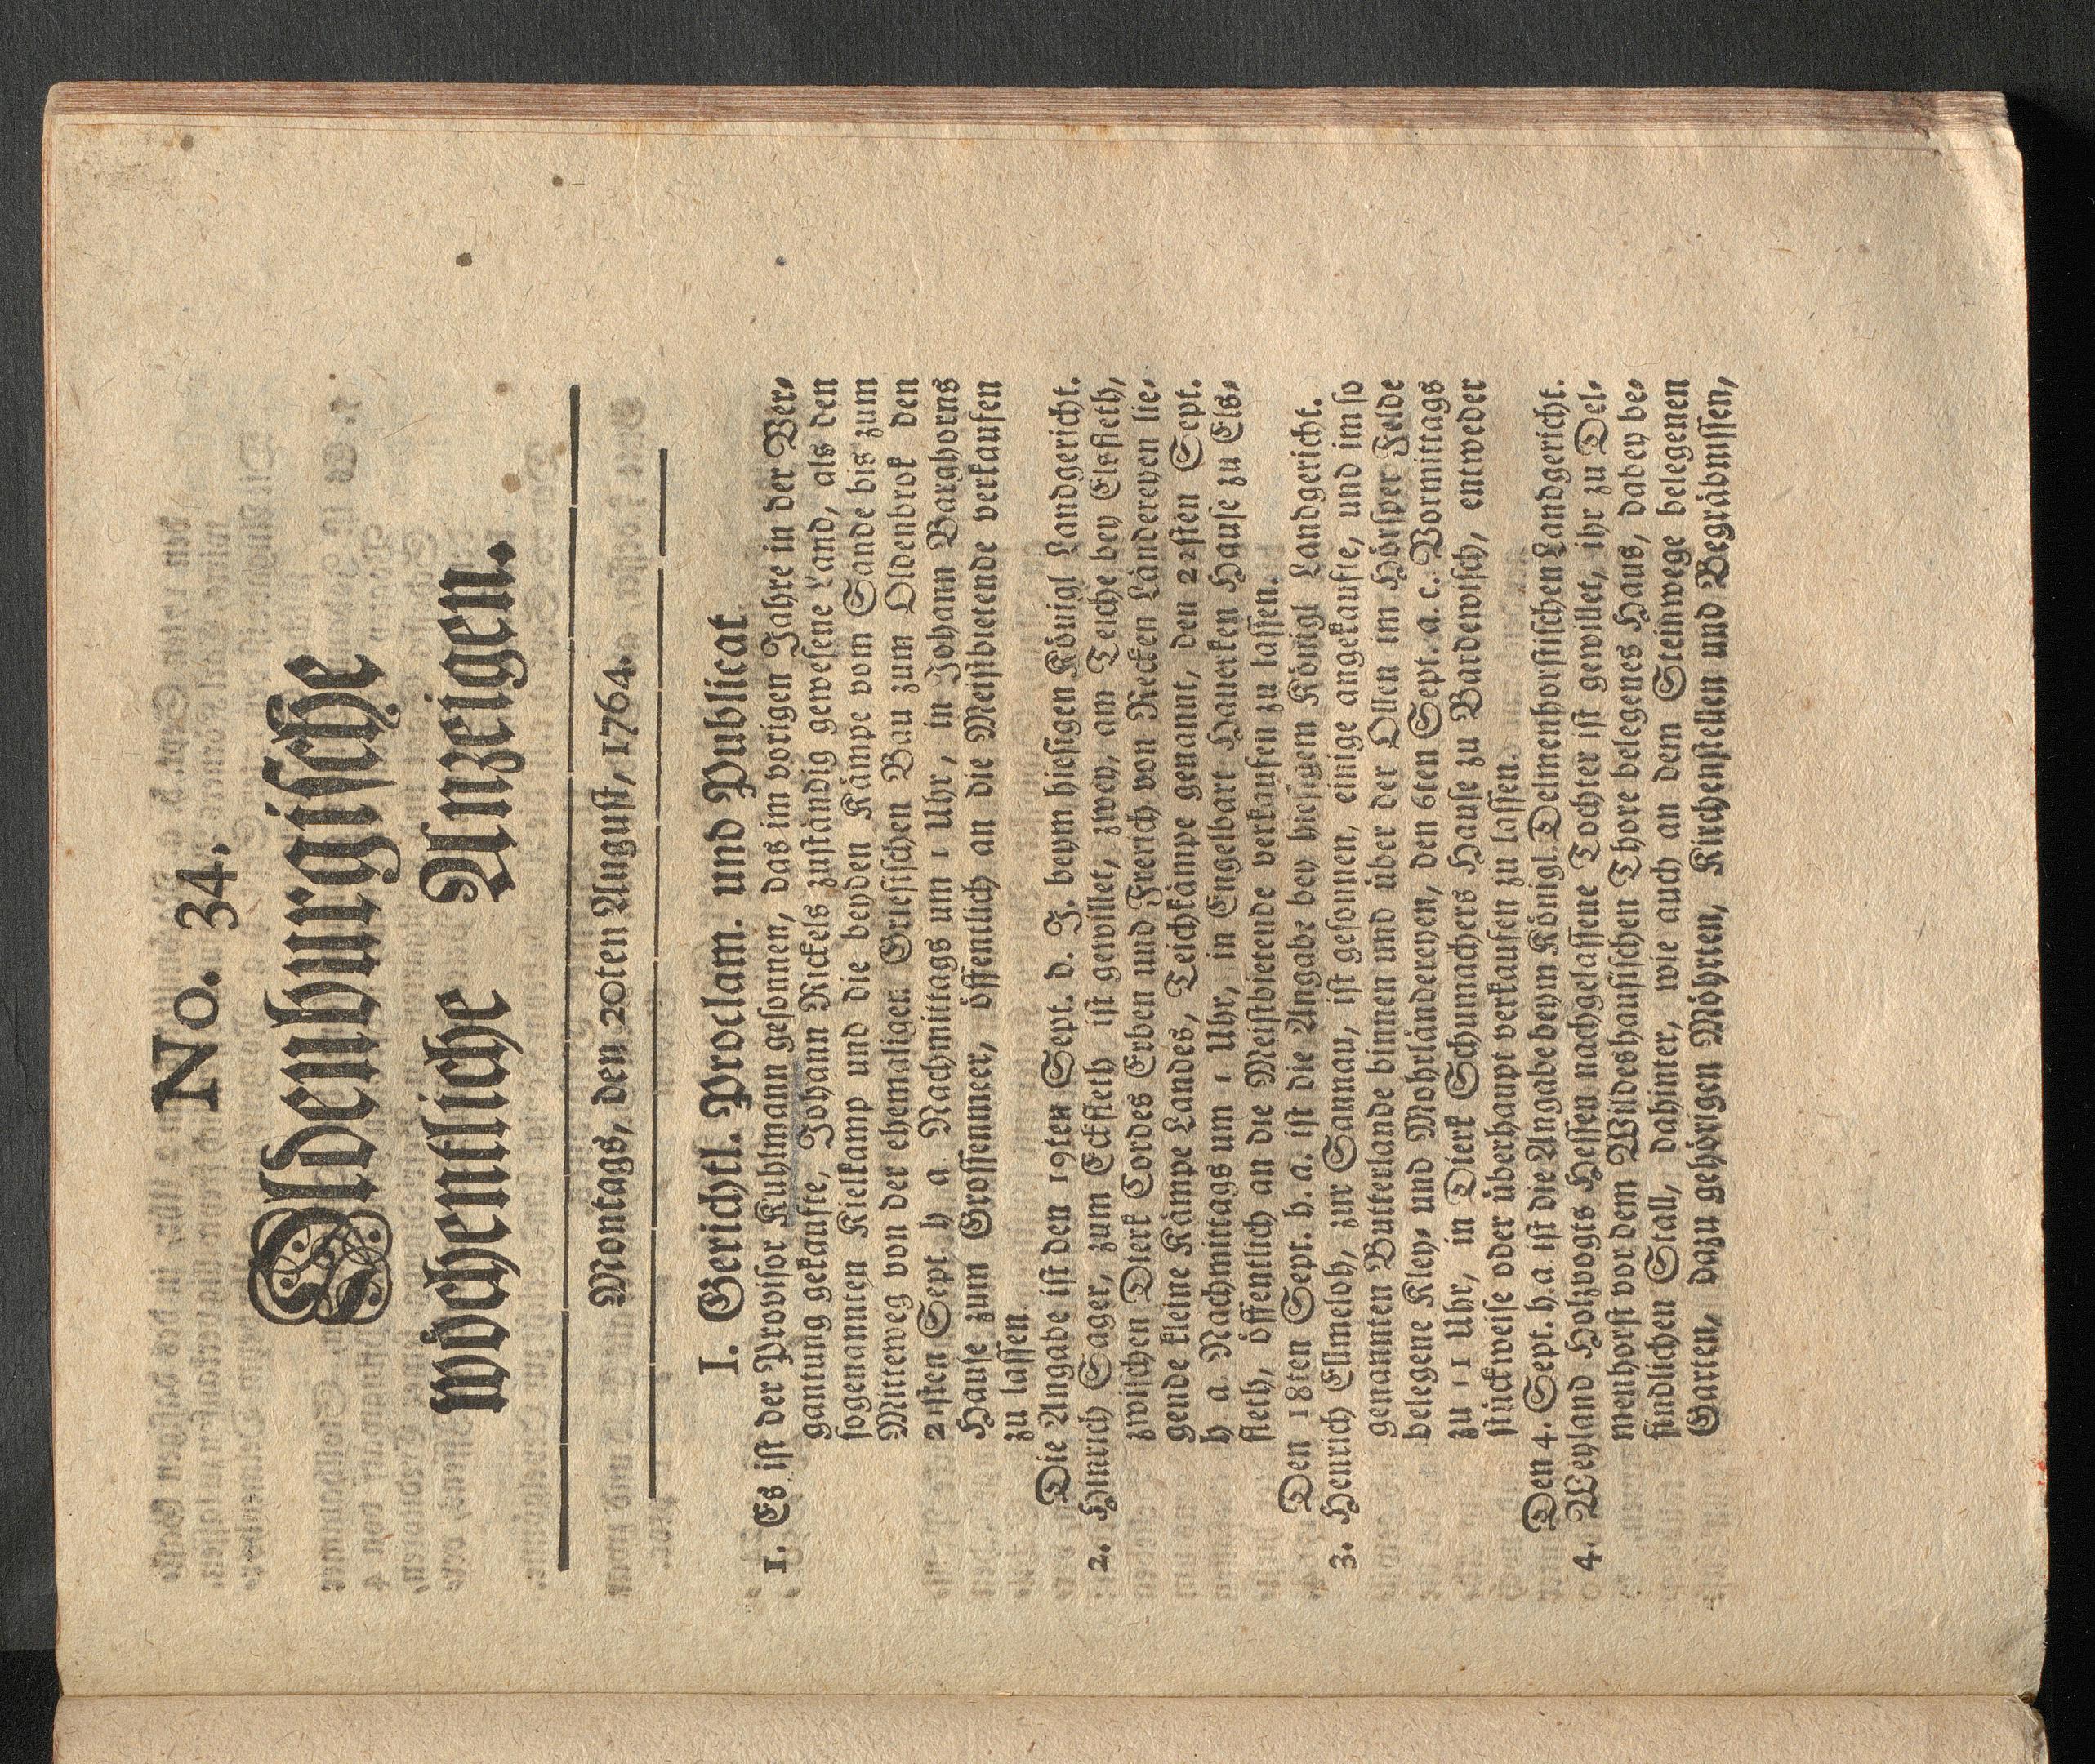 No. 34.
Oldenburgische
wöchentliche Anzeigen.
Montags, den 20ten August, 1764.
I. Gerichtl. Proclam. und Publicat
1. Es ist der Provisor Kuhlmann gesonnen, das im vorigen Jahre in der Ver-
gantung gekaufte, Johann Rickels zuständig gewesene Land, als den
sogenannten Kielkamp und die beyden Kämpe vom Sande bis zum
Mittelweg von der ehemaligen Griesischen Bau zum Oldenbrok den
21sten Sept h a Nachmittags um 1 Uhr, in Johann Barghorns
Hause zum Grossenmeer, öffentlich an die Meistbietende verkaufen
zu lassen
Die Angabe ist den 19ten Sept. d. J. beym hiesigen Königl Landgericht.
2. Hinrich Sager, zum Eckfleth ist gewillet, zwey, am Teiche bey Elsfleth,
zwischen Dierk Cordes Erben und Frerich von Recken Ländereyen lie-
gende kleine Kämpe Landes, Teichkämpe genannt, den 22sten Sept.
h a Nachmittags um 1 Uhr, in Engelbart Hauerken Hause zu Els-
fleth, öffentlich an die Meistbietende verkaufen zu lassen.
Den 18ten Sept. h. a. ist die Angabe bey hiesigem Königl Landgericht.
3. Henrich Ellmeloh, zur Sannau, ist gesonnen, einige angekaufte, und im so
genannten Butterlande binnen und über der Ollen im Hörsper Felde
belegene Kley- und Mohrländereyen, den 6ten Sept. a. c. Vormittags
zu 11 Uhr, in Dierk Schumachers Hause zu Bardewisch, entweder
stückweise oder überhaupt verkaufen zu lassen.
Den 4. Sept. h. a ist die Angabe beym Königl. Delmenhorstischen Landgericht.
4. Weyland Holzvogts Hessen nachgelassene Tochter ist gewillet, ihr zu Del-
menhorst vor dem Wildeshausischen Thore belegenes Haus, dabey be-
findlichen Stall, dahinter, wie auch an dem Steinwege belegenen
Garten, dazu gehörigen Möhren, Kirchenstellen und Begräbnissen,